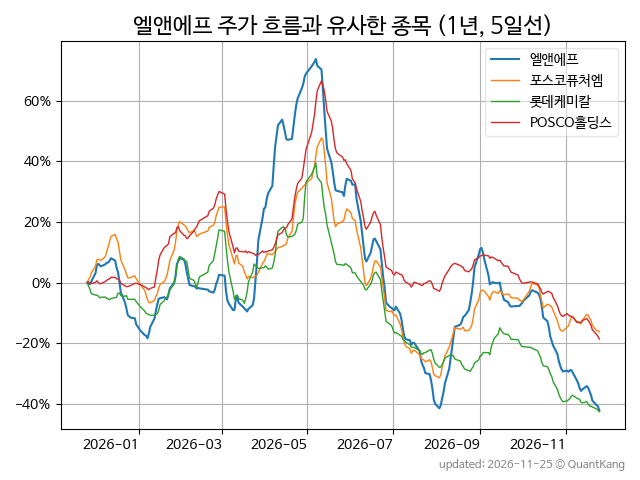 엘앤에프 주가 흐름과 유사한 종목 (1년, 5일선)
엘앤에프
포스코퓨처엠
롯데케미칼
POSCO홀딩스
60%
40%
20%
0%
−20%
−40%
2026-01
2026-03
2026-05
2026-07
2026-09
2026-11
updated: 2026-11-25 © QuantKang